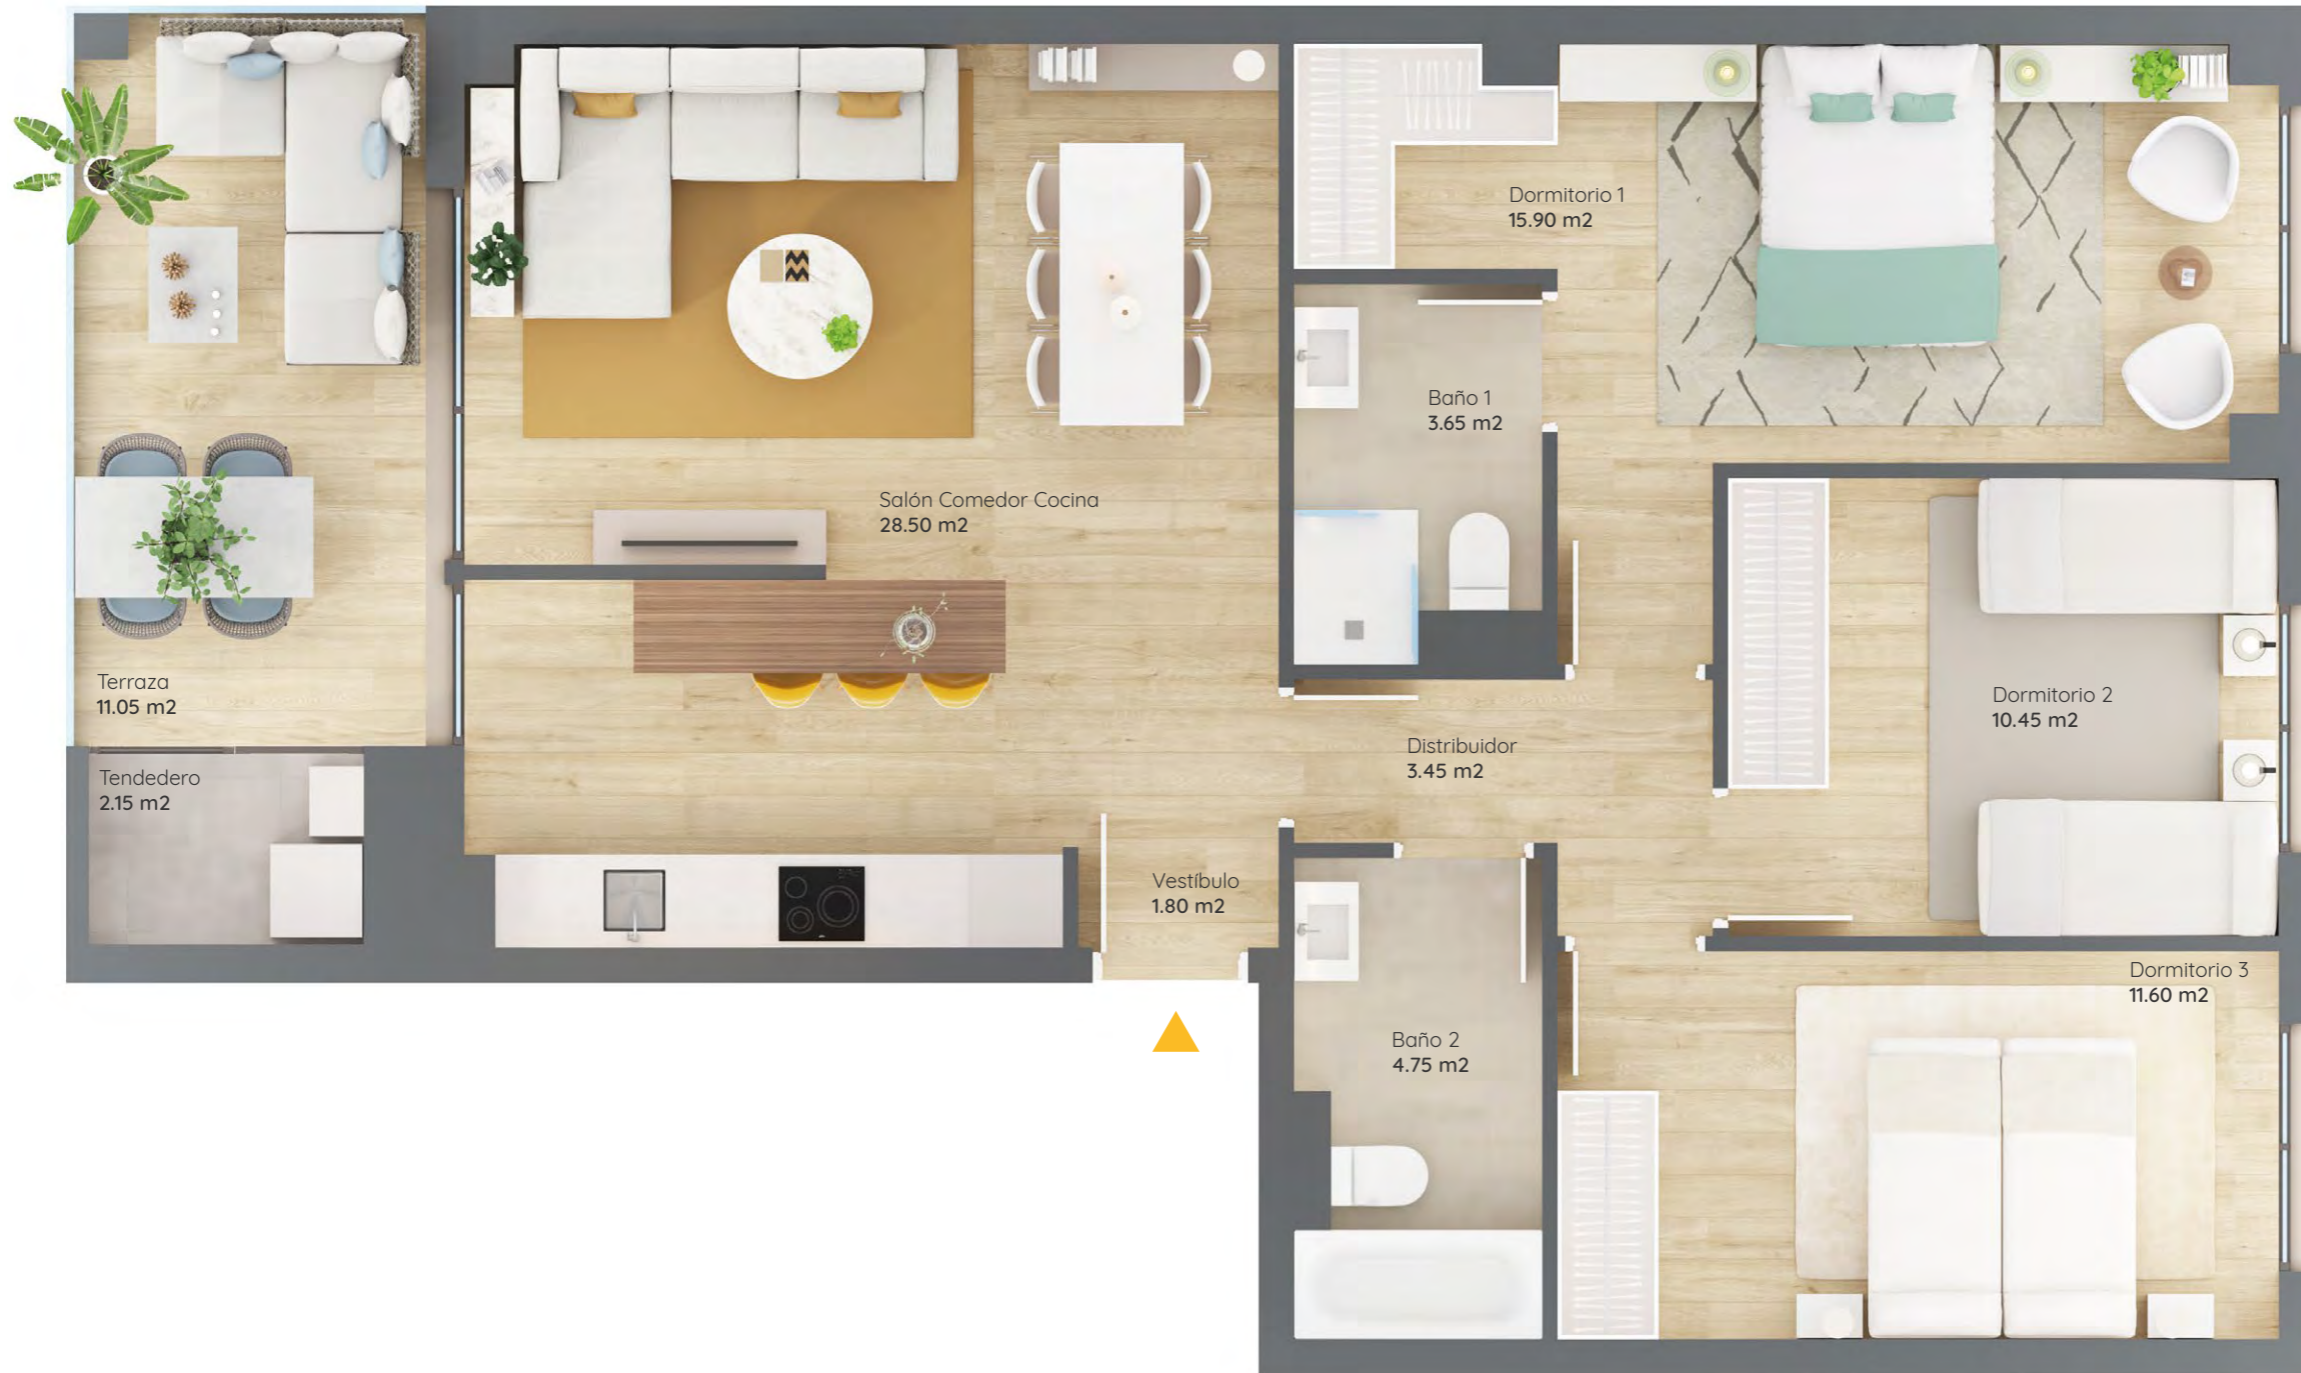 Dormitorio 1
15.90 m2
Baño 1
3.65 m2
Salón Comedor Cocina
28.50 m2
Terraza
11.05 m2
Tendedero
2.15 m2
Dormitorio 2
10.45 m2
Distribuidor
3.45 m2
Vestíbulo
1.80 m2
Dormitorio 3
11.60 m2
Baño 2
4.75 m2